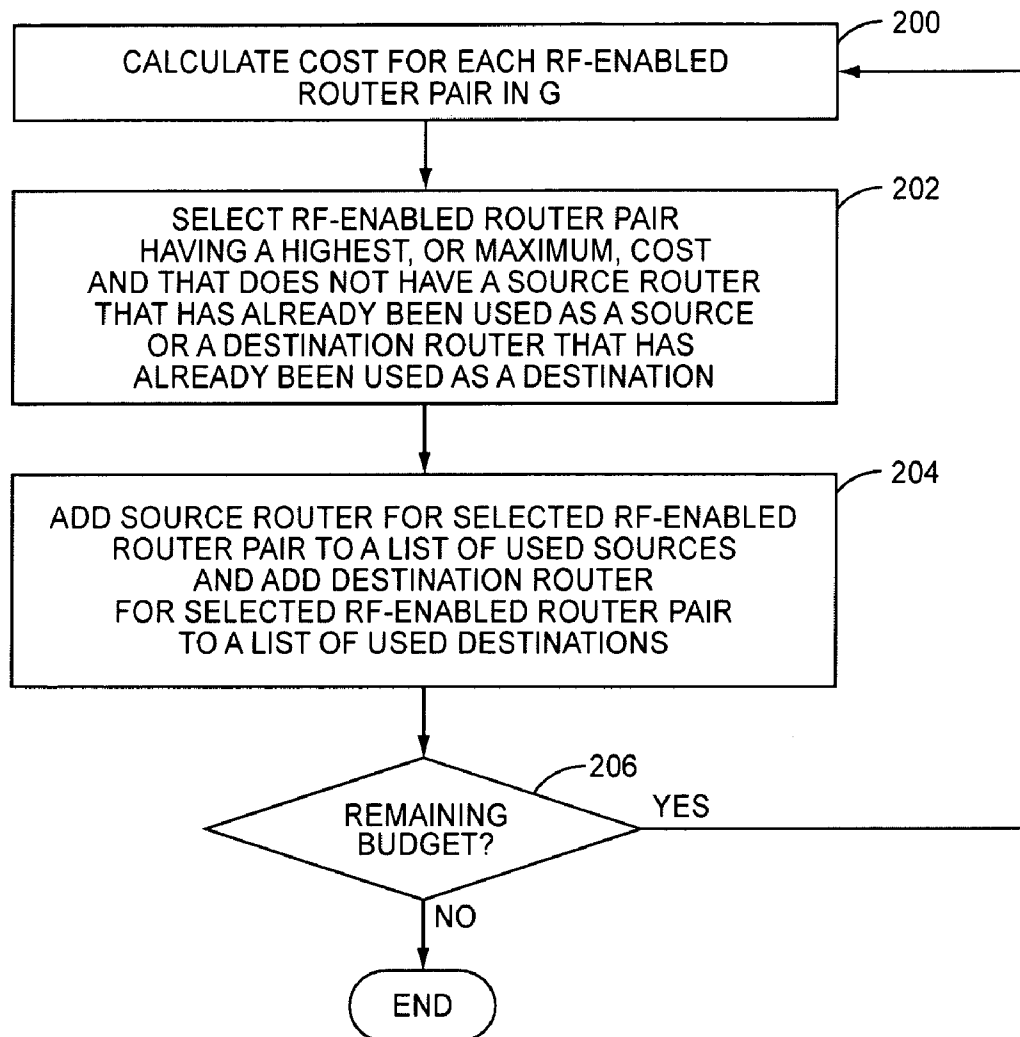 200
CALCULATE COST FOR EACH RF-ENABLED
ROUTER PAIR IN G
202
SELECT RF-ENABLED ROUTER PAIR
HAVING A HIGHEST, OR MAXIMUM, COST
AND THAT DOES NOT HAVE A SOURCE ROUTER
THAT HAS ALREADY BEEN USED AS A SOURCE
OR A DESTINATION ROUTER THAT HAS
ALREADY BEEN USED AS A DESTINATION
204
ADD SOURCE ROUTER FOR SELECTED RF-ENABLED
ROUTER PAIR TO A LIST OF USED SOURCES
AND ADD DESTINATION ROUTER
FOR SELECTED RF-ENABLED ROUTER PAIR
TO A LIST OF USED DESTINATIONS
206
REMAINING
BUDGET?
YES
NO
END